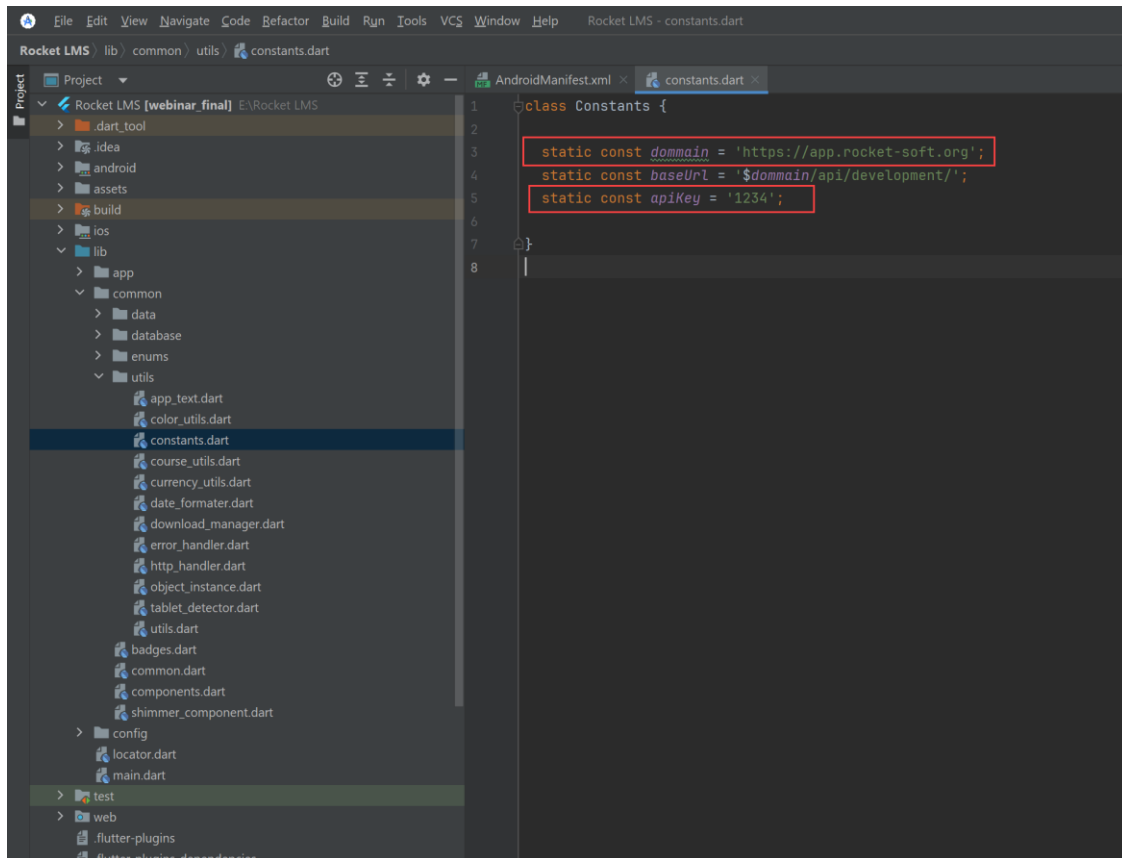 File Edit View Navigate Code Refactor Build Run Tools VCS Window Help Rocket LMS - constants.dart
Rocket LMS lib common utils constants.dart
Project
Project
AndroidManifest.xml
constants.dart
Rocket LMS [webinar_final] E:\Rocket LMS
.dart_tool
.idea
android
assets
build
ios
lib
app
common
data
database
enums
utils
app_text.dart
color_utils.dart
constants.dart
course_utils.dart
currency_utils.dart
date_formater.dart
download_manager.dart
error_handler.dart
http_handler.dart
object_instance.dart
tablet_detector.dart
utils.dart
badges.dart
common.dart
components.dart
shimmer_component.dart
config
locator.dart
main.dart
test
web
.flutter-plugins
.flutter-plugins-dependencies
1 class Constants {
2
3 static const dommain = 'https://app.rocket-soft.org';
4 static const baseUrl = '$dommain/api/development/';
5 static const apiKey = '1234';
6
7 }
8